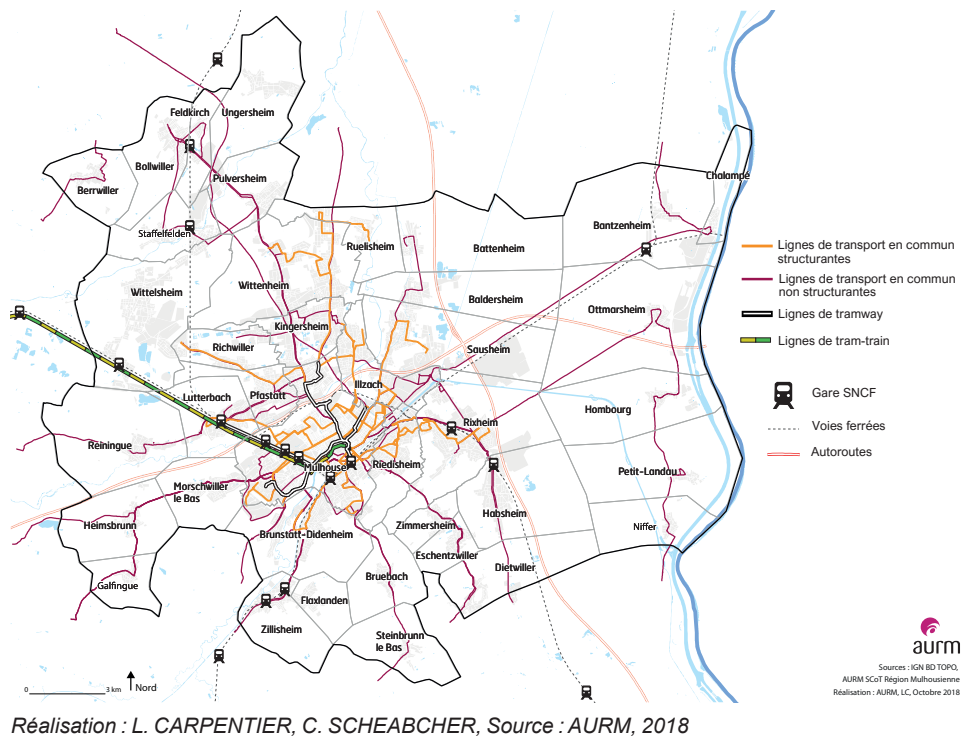 Feldkirch
Ungersheim
Bollwiller
Berrwiller
Pulversheim
Chalampé
Staffelfelden
Ruelisheim
Battenheim
Bantzenheim
Wittelsheim
Wittenheim
Baldersheim
Ottmarsheim
Kingersheim
Richwiller
Sausheim
Illzach
Lutterbach
Pfastatt
Hombourg
Rixheim
Reiningue
Mulhouse
Riedisheim
Petit-Landau
Morschwiller
le Bas
Habsheim
Heimsbrunn
Zimmersheim
Niffer
Brunstatt-Didenheim
Eschentzwiller
Dietwiller
Galfingue
Bruebach
Flaxlanden
Zillisheim
Steinbrunn
le Bas
Lignes de transport en commun
structurantes
Lignes de transport en commun
non structurantes
Lignes de tramway
Lignes de tram-train
Gare SNCF
Voies ferrées
Autoroutes
0 3 km
Nord
aurm
Sources : IGN BD TOPO,
AURM SCoT Région Mulhousienne
Réalisation : AURM, LC, Octobre 2018
Réalisation : L. CARPENTIER, C. SCHEABCHER, Source : AURM, 2018